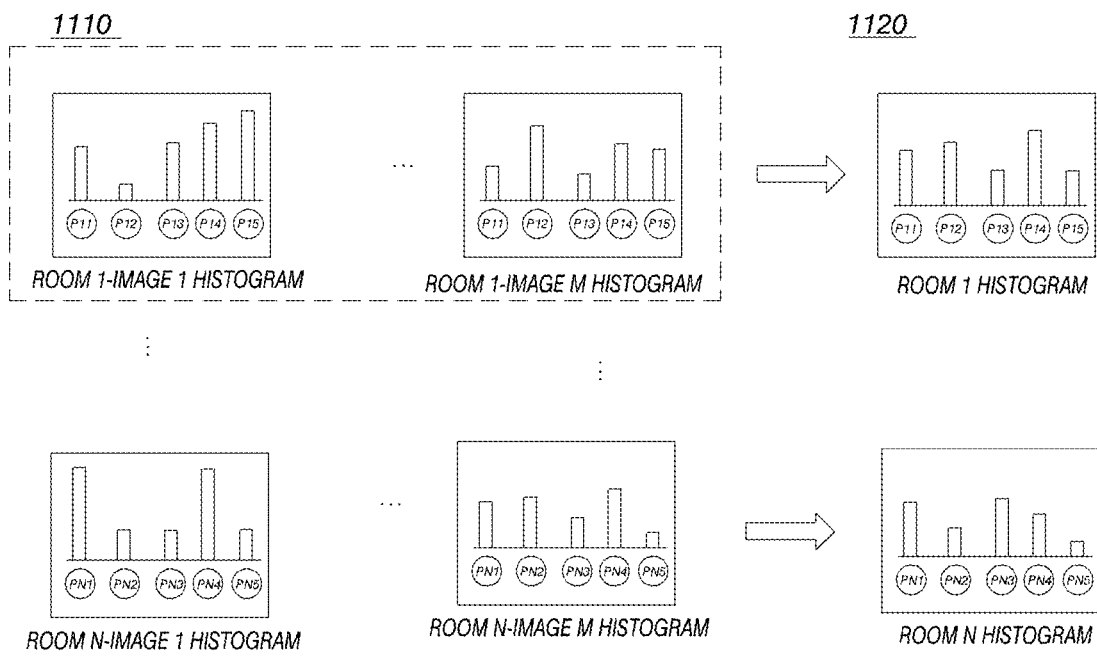 1110
1120
P11 P12 P13 P14 P15
ROOM 1-IMAGE 1 HISTOGRAM
...
P11 P12 P13 P14 P15
ROOM 1-IMAGE M HISTOGRAM
P11 P12 P13 P14 P15
ROOM 1 HISTOGRAM
PN1 PN2 PN3 PN4 PN5
ROOM N-IMAGE 1 HISTOGRAM
...
PN1 PN2 PN3 PN4 PN5
ROOM N-IMAGE M HISTOGRAM
PN1 PN2 PN3 PN4 PN5
ROOM N HISTOGRAM